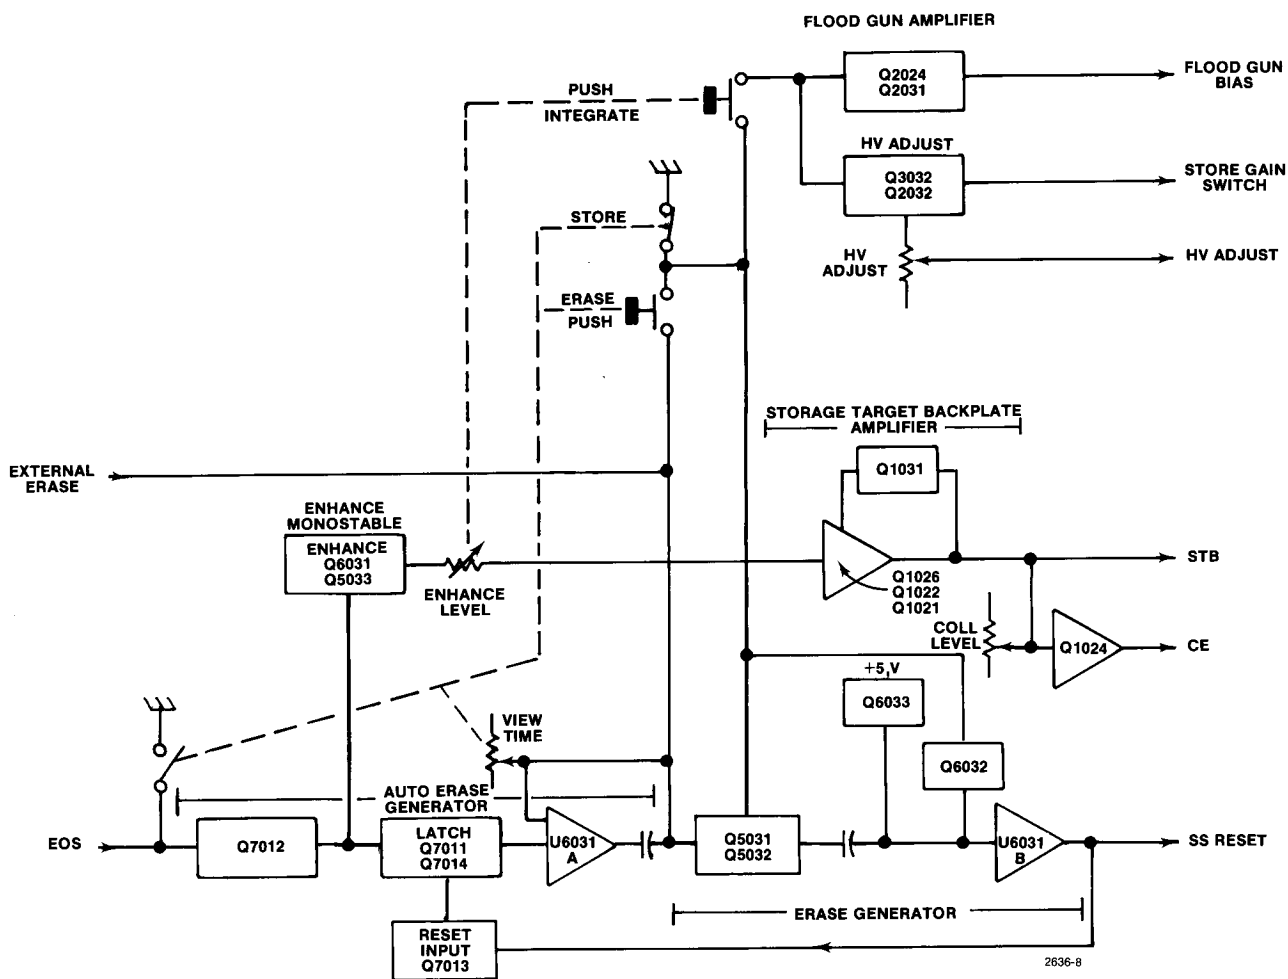 FLOOD GUN AMPLIFIER
Q2024
Q2031
FLOOD GUN
BIAS
PUSH
INTEGRATE
HV ADJUST
Q3032
Q2032
STORE GAIN
SWITCH
STORE
HV
ADJUST
HV ADJUST
ERASE
PUSH
STORAGE TARGET BACKPLATE
AMPLIFIER
Q1031
EXTERNAL
ERASE
ENHANCE
MONOSTABLE
ENHANCE
Q6031
Q5033
ENHANCE
LEVEL
Q1026
Q1022
Q1021
STB
COLL
LEVEL
Q1024
CE
+5,V
Q6033
VIEW
TIME
Q6032
AUTO ERASE
GENERATOR
EOS
Q7012
LATCH
Q7011
Q7014
U6031
A
Q5031
Q5032
U6031
B
SS RESET
ERASE GENERATOR
RESET
INPUT
Q7013
2636-8